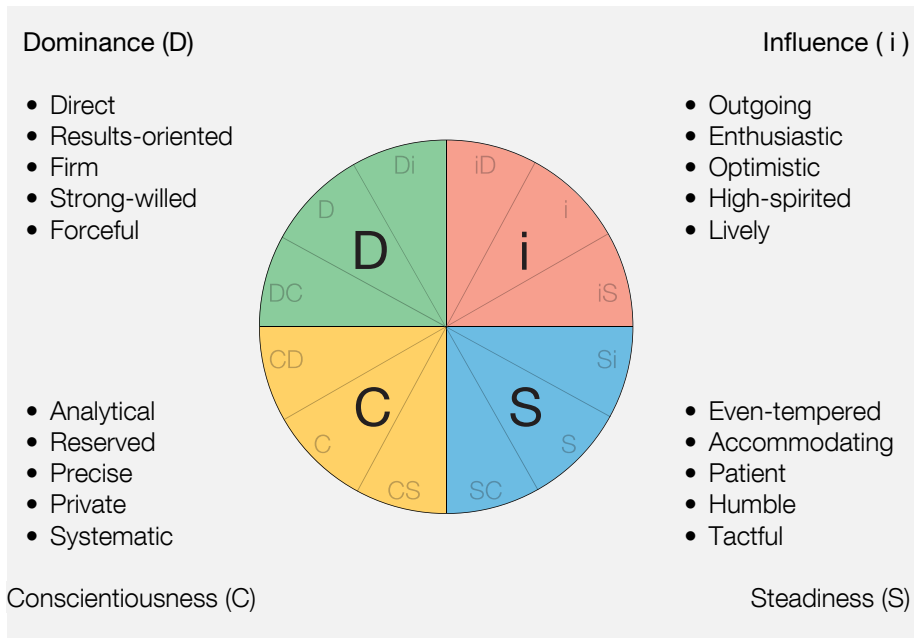 Dominance (D)
Influence ( i )
• Direct
• Results-oriented
• Firm
• Strong-willed
• Forceful
• Outgoing
• Enthusiastic
• Optimistic
• High-spirited
• Lively
Di
iD
D
i
D
i
DC
iS
CD
Si
C
S
C
S
CS
SC
• Analytical
• Reserved
• Precise
• Private
• Systematic
• Even-tempered
• Accommodating
• Patient
• Humble
• Tactful
Conscientiousness (C)
Steadiness (S)